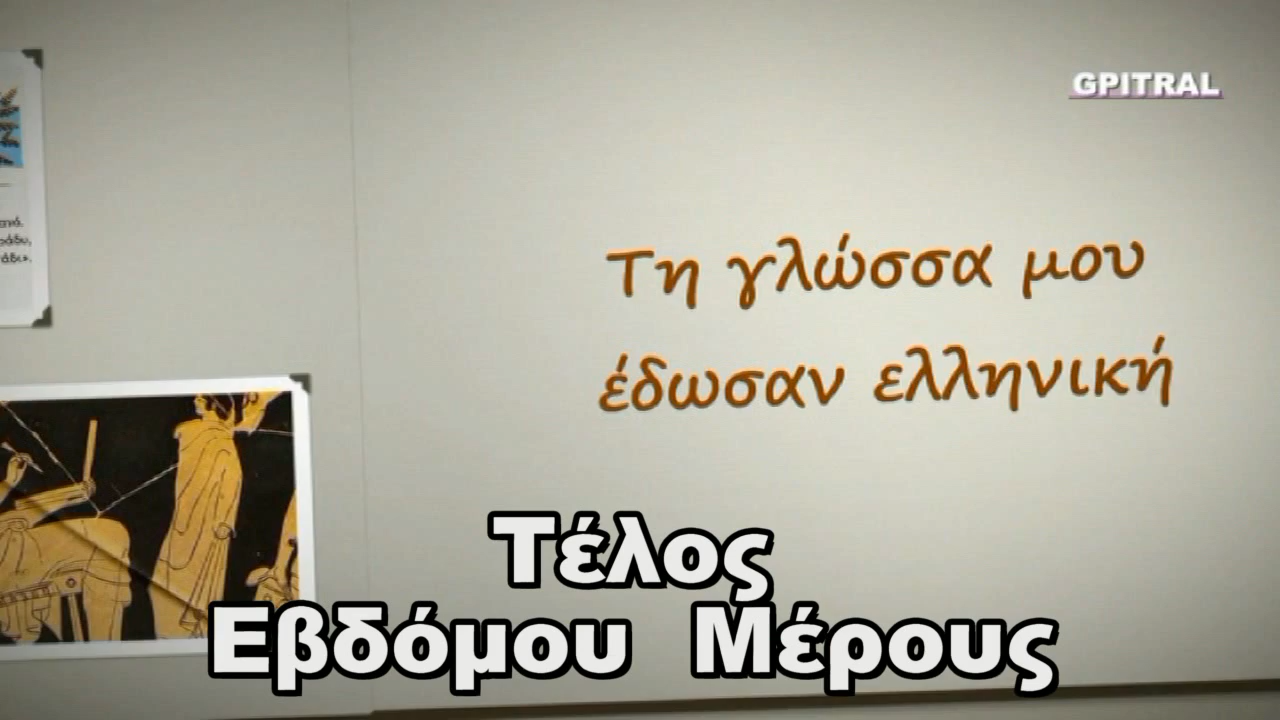 GPITRAL
Τη γλώσσα μου
έδωσαν ελληνική
Τέλος
Εβδόμου Μέρους